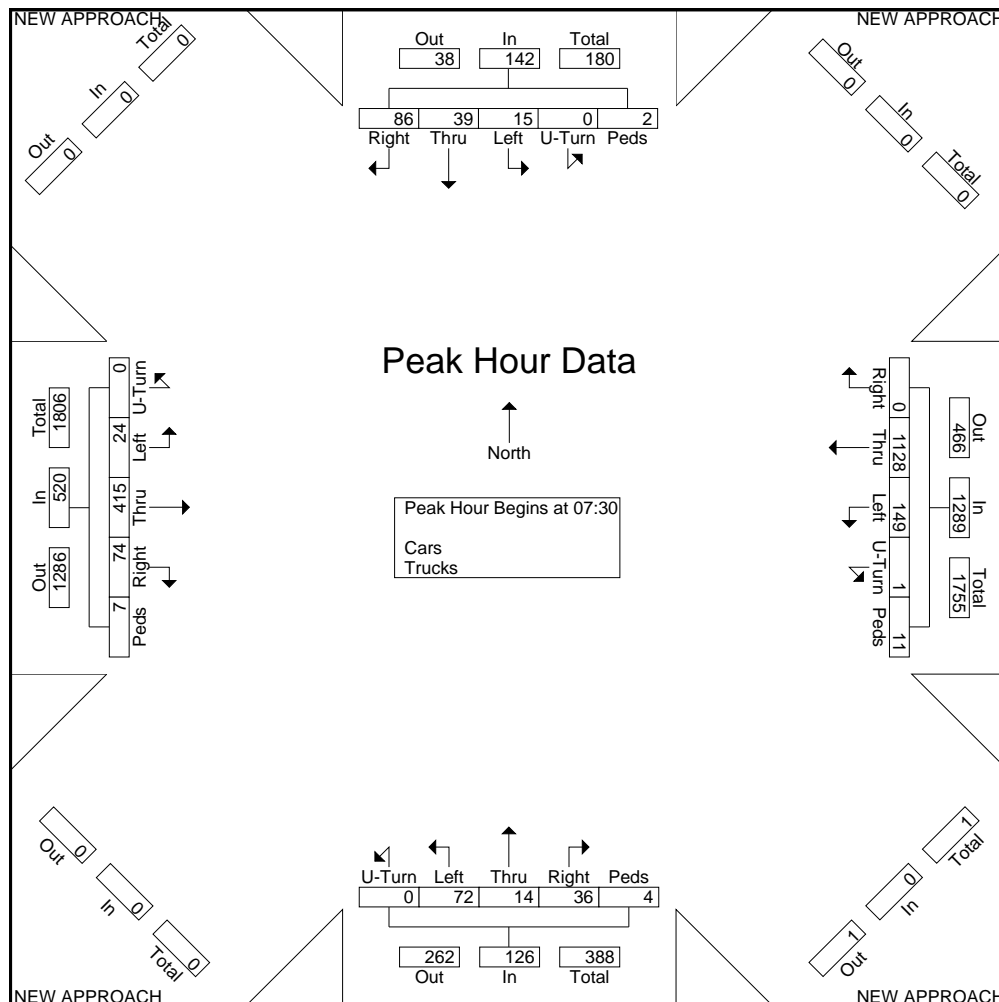 NEW APPROACH
Total
0
In
0
Out
0
Out In Total
38 142 180
86 39 15 0 2
Right Thru Left U-Turn Peds
NEW APPROACH
Out
0
In
0
Total
0
Total In Out
1806 520 1286
0 24 415 74 7
U-Turn Left Thru Right Peds
Peak Hour Data
North
Peak Hour Begins at 07:30
Cars
Trucks
Right Thru Left U-Turn Peds
0 1128 149 1 11
Out In Total
466 1289 1755
Out
0
In
0
Total
0
NEW APPROACH
U-Turn Left Thru Right Peds
0 72 14 36 4
262 126 388
Out In Total
1
Total
0
In
1
Out
NEW APPROACH